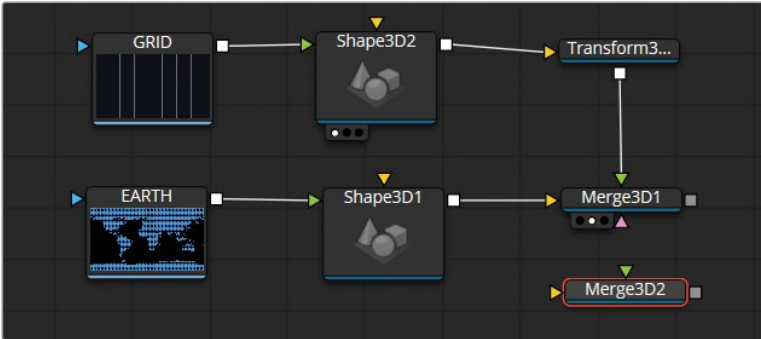 GRID
Shape3D2
Transform3...
EARTH
Shape3D1
Merge3D1
Merge3D2